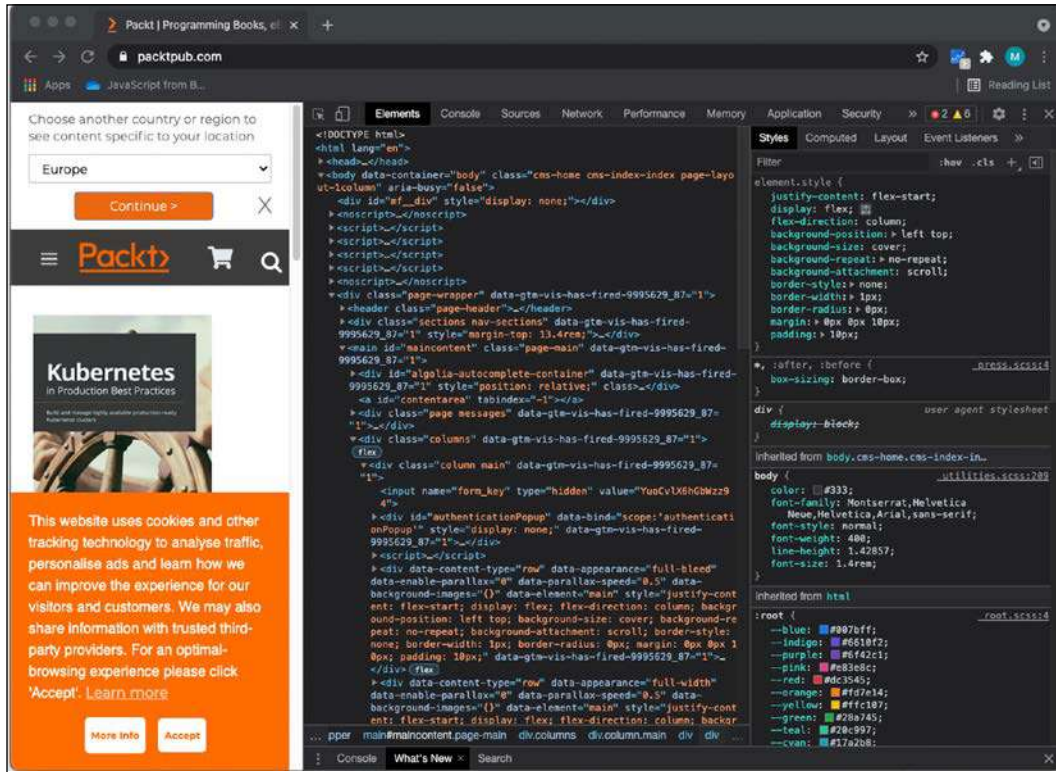 Packt | Programming Books, e
packtpub.com
Apps
JavaScript from B...
Reading List
Choose another country or region to
see content specific to your location
Europe
Continue >
X
Packt>
Kubernetes
in Production Best Practices
Build and manage highly available production-ready
Kubernetes clusters
This website uses cookies and other
tracking technology to analyse traffic,
personalise ads and learn how we
can improve the experience for our
visitors and customers. We may also
share information with trusted third-
party providers. For an optimal-
browsing experience please click
'Accept'. Learn more
More Info
Accept
Elements Console Sources Network Performance Memory Application Security » 2 6
<!DOCTYPE html>
<html lang="en">
<head>…</head>
<body data-container="body" class="cms-home cms-index-index page-layo
ut-1column" aria-busy="false">
<div id="mf__div" style="display: none;"></div>
<noscript>…</noscript>
<script>…</script>
<script>…</script>
<script>…</script>
<script>…</script>
<noscript>…</noscript>
<div class="page-wrapper" data-gtm-vis-has-fired-9995629_87="1">
<header class="page-header">…</header>
<div class="sections nav-sections" data-gtm-vis-has-fired-
9995629_87="1" style="margin-top: 13.4rem;">…</div>
<main id="maincontent" class="page-main" data-gtm-vis-has-fired-
9995629_87="1">
<div id="algolia-autocomplete-container" data-gtm-vis-has-fired-
9995629_87="1" style="position: relative;" class>…</div>
<a id="contentarea" tabindex="-1"></a>
<div class="page messages" data-gtm-vis-has-fired-9995629_87=
"1">…</div>
<div class="columns" data-gtm-vis-has-fired-9995629_87="1">
flex
<div class="column main" data-gtm-vis-has-fired-9995629_87=
"1">
<input name="form_key" type="hidden" value="YuoCvlX6hGbWzz9
4">
<div id="authenticationPopup" data-bind="scope:'authenticati
onPopup'" style="display: none;" data-gtm-vis-has-fired-
9995629_87="1">…</div>
<script>…</script>
<div data-content-type="row" data-appearance="full-bleed"
data-enable-parallax="0" data-parallax-speed="0.5" data-
background-images="{}" data-element="main" style="justify-cont
ent: flex-start; display: flex; flex-direction: column; backgr
ound-position: left top; background-size: cover; background-re
peat: no-repeat; background-attachment: scroll; border-style:
none; border-width: 1px; border-radius: 0px; margin: 0px 0px 1
0px; padding: 10px;" data-gtm-vis-has-fired-9995629_87="1">…
</div> flex
<div data-content-type="row" data-appearance="full-width"
data-enable-parallax="0" data-parallax-speed="0.5" data-
background-images="{}" data-element="main" style="justify-cont
ent: flex-start; display: flex; flex-direction: column; backgr
... pper main#maincontent.page-main div.columns div.column.main div div ...
Console What's New × Search
Styles Computed Layout Event Listeners »
Filter :hov .cls +
element.style {
justify-content: flex-start;
display: flex;
flex-direction: column;
background-position: left top;
background-size: cover;
background-repeat: no-repeat;
background-attachment: scroll;
border-style: none;
border-width: 1px;
border-radius: 0px;
margin: 0px 0px 10px;
padding: 10px;
}
*, :after, :before { _press.scss:4
box-sizing: border-box;
}
div { user agent stylesheet
display: block;
}
Inherited from body.cms-home.cms-index-in…
body { _utilities.scss:209
color: #333;
font-family: Montserrat,Helvetica
Neue,Helvetica,Arial,sans-serif;
font-style: normal;
font-weight: 400;
line-height: 1.42857;
font-size: 1.4rem;
}
Inherited from html
:root { _root.scss:4
--blue: #007bff;
--indigo: #6610f2;
--purple: #6f42c1;
--pink: #e83e8c;
--red: #dc3545;
--orange: #fd7e14;
--yellow: #ffc107;
--green: #28a745;
--teal: #20c997;
--cyan: #17a2b8;